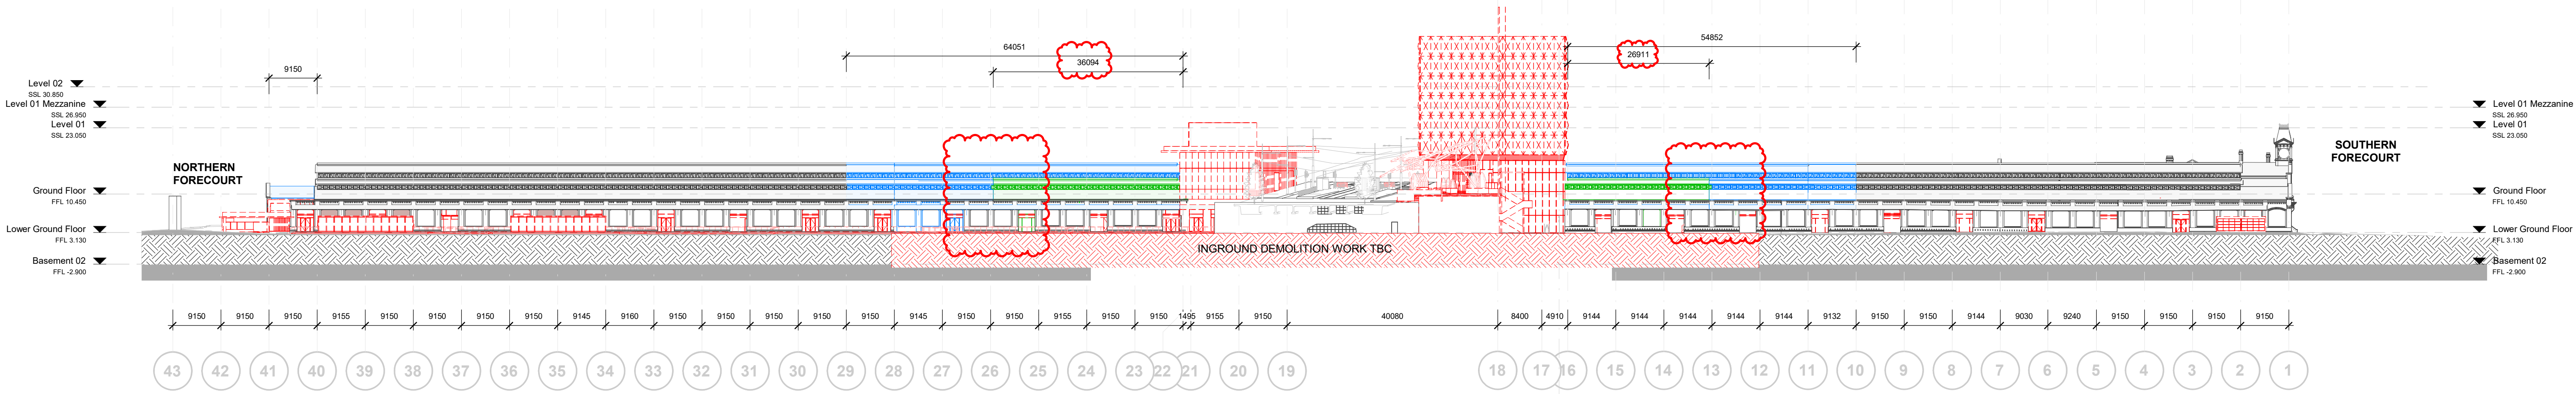 64051
54852
36094
26911
9150
Level 02
SSL 30.850
Level 01 Mezzanine
SSL 26.950
Level 01
SSL 23.050
Level 01 Mezzanine
SSL 26.950
Level 01
SSL 23.050
NORTHERN
FORECOURT
SOUTHERN
FORECOURT
Ground Floor
FFL 10.450
Ground Floor
FFL 10.450
Lower Ground Floor
FFL 3.130
Lower Ground Floor
FFL 3.130
INGROUND DEMOLITION WORK TBC
Basement 02
FFL -2.900
Basement 02
FFL -2.900
9150 9150 9150 9155 9150 9150 9150 9150 9145 9160 9150 9150 9150 9150 9150 9145 9150 9150 9155 9150 9150 1495 9155 9150 40080 8400 4910 9144 9144 9144 9144 9144 9132 9150 9150 9144 9030 9240 9150 9150 9150 9150
43 42 41 40 39 38 37 36 35 34 33 32 31 30 29 28 27 26 25 24 23 22 21 20 19 18 17 16 15 14 13 12 11 10 9 8 7 6 5 4 3 2 1